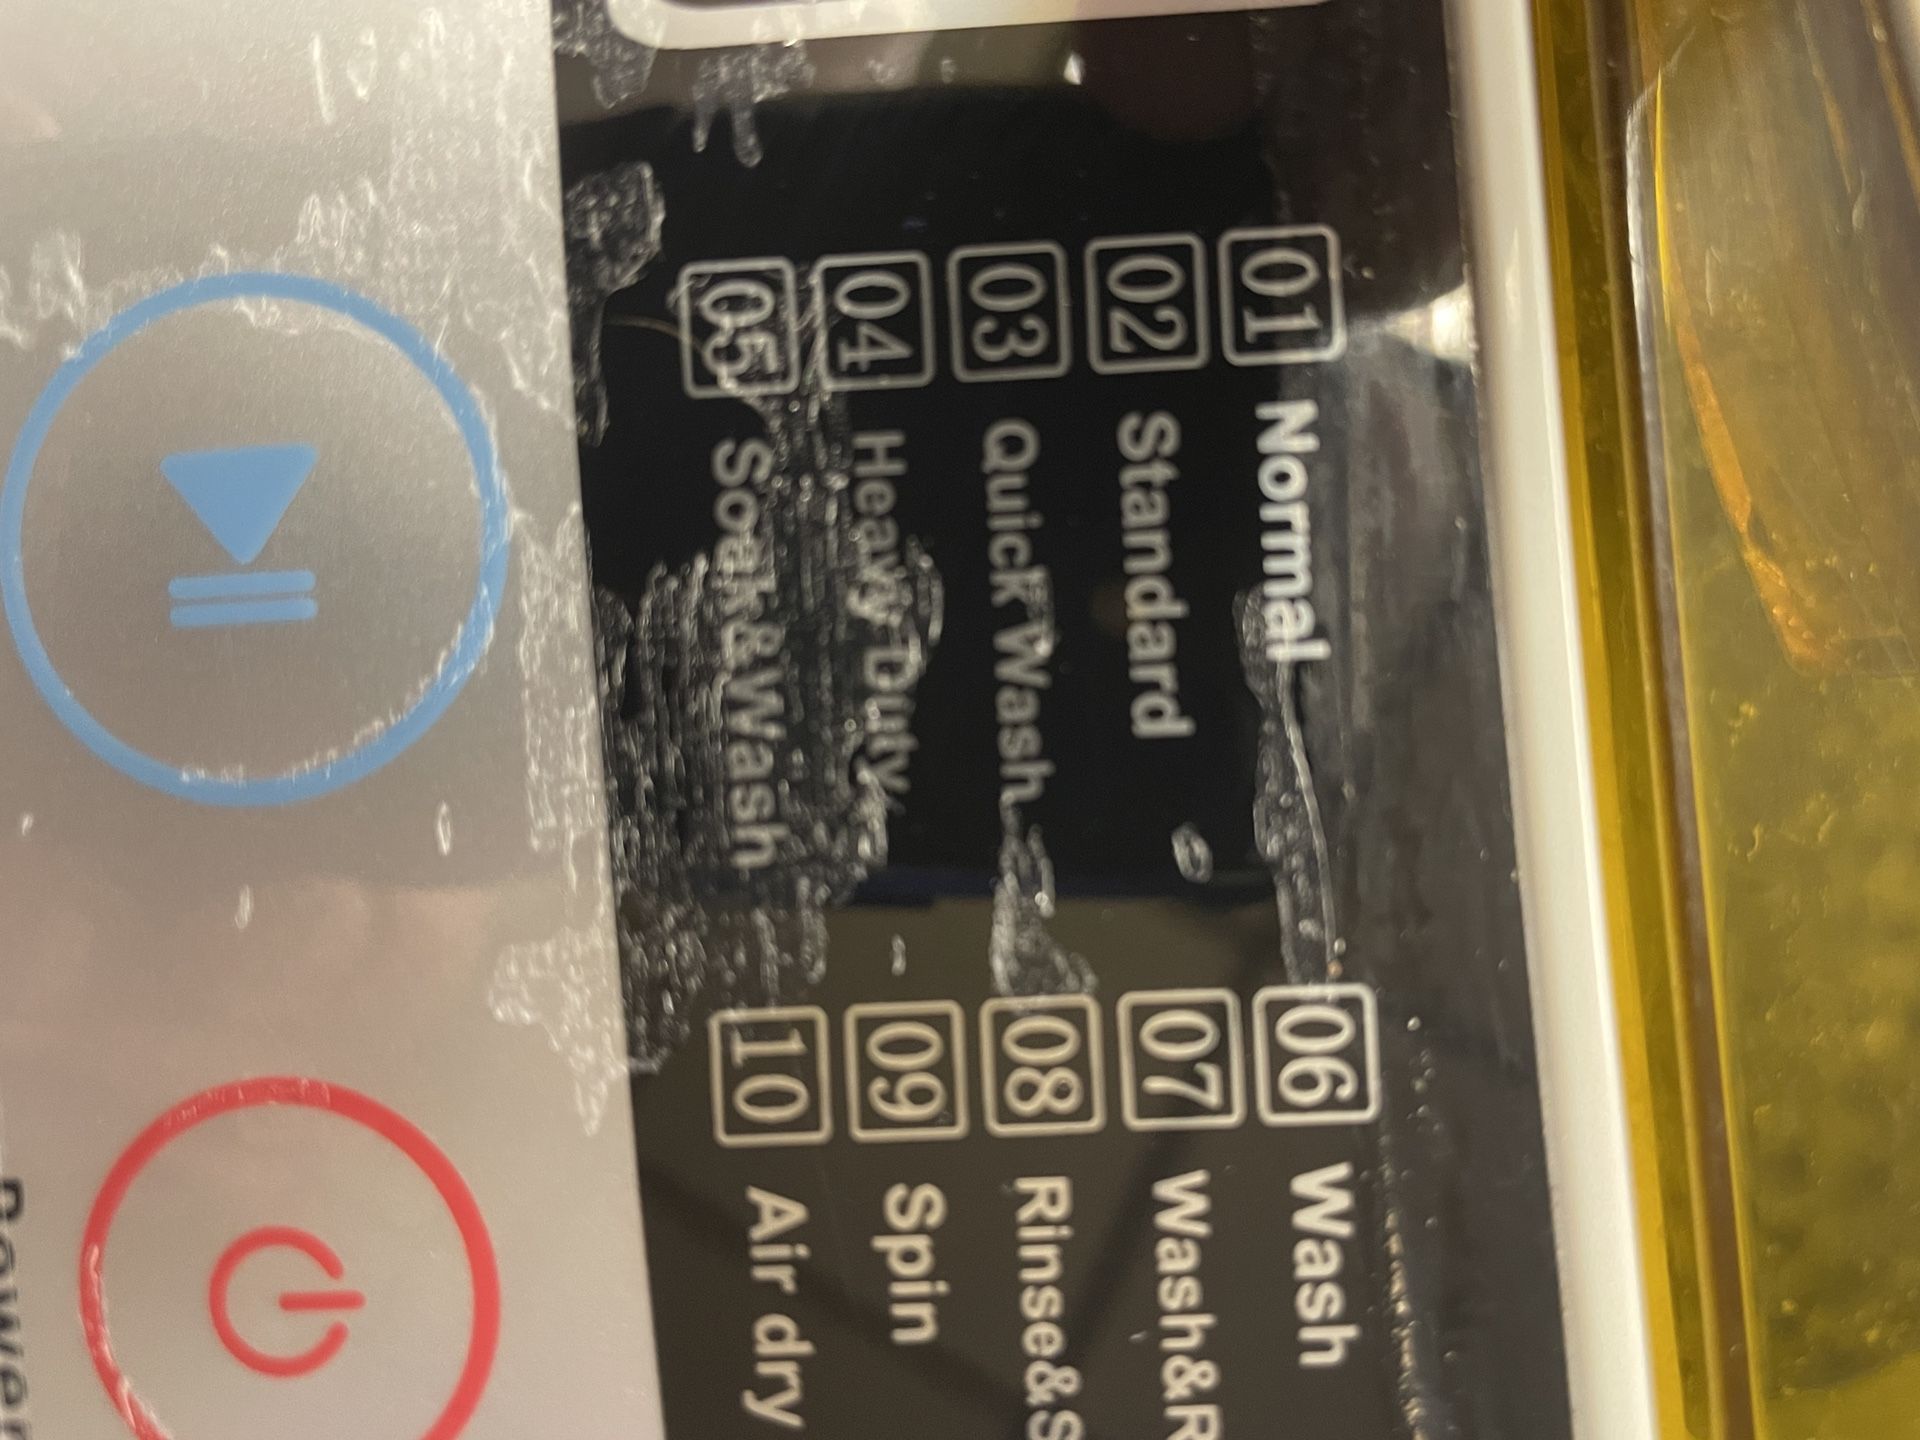 01 Normal
02 Standard
03 Quick Wash
04 Heavy Duty
05 Soak&Wash
06 Wash
07 Wash&R
08 Rinse&S
09 Spin
10 Air dry
Power